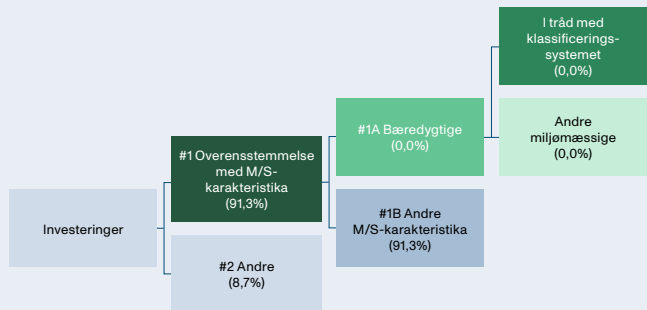 Investeringer
#1 Overensstemmelse
med M/S-
karakteristika
(91,3%)
#2 Andre
(8,7%)
#1A Bæredygtige
(0,0%)
#1B Andre
M/S-karakteristika
(91,3%)
I tråd med
klassificerings-
systemet
(0,0%)
Andre
miljømæssige
(0,0%)